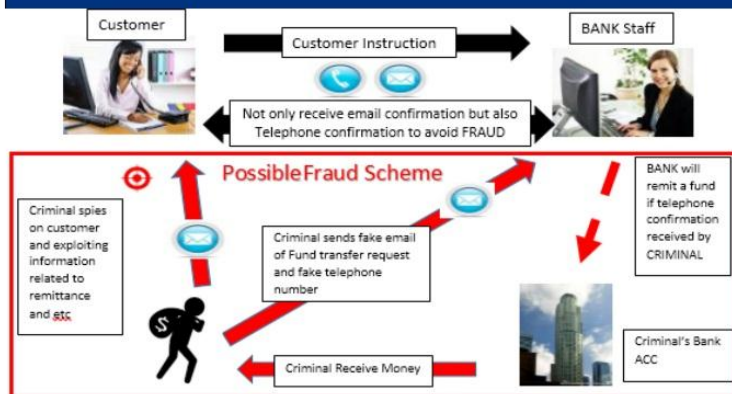 Customer
BANK Staff
Customer Instruction
Not only receive email confirmation but also
Telephone confirmation to avoid FRAUD
PossibleFraud Scheme
BANK will
remit a fund
if telephone
confirmation
received by
CRIMINAL
Criminal spies
on customer
and exploiting
information
related to
remittance
and etc
Criminal sends fake email
of Fund transfer request
and fake telephone
number
$
Criminal's Bank
ACC
Criminal Receive Money